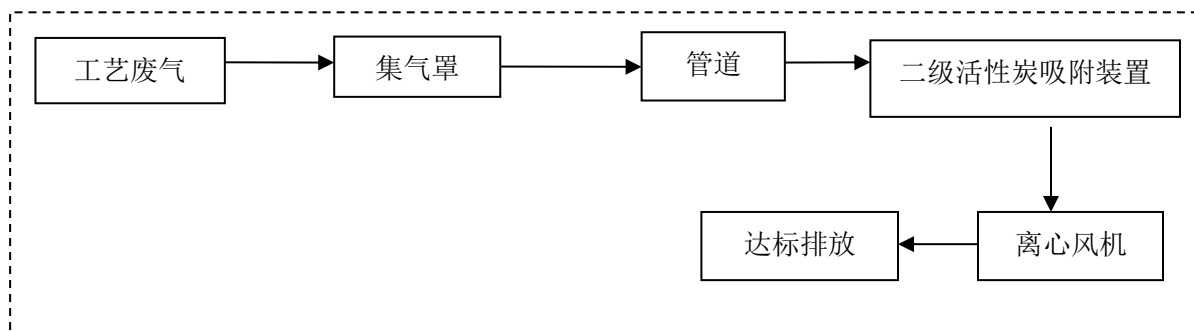 工艺废气
集气罩
管道
二级活性炭吸附装置
达标排放
离心风机